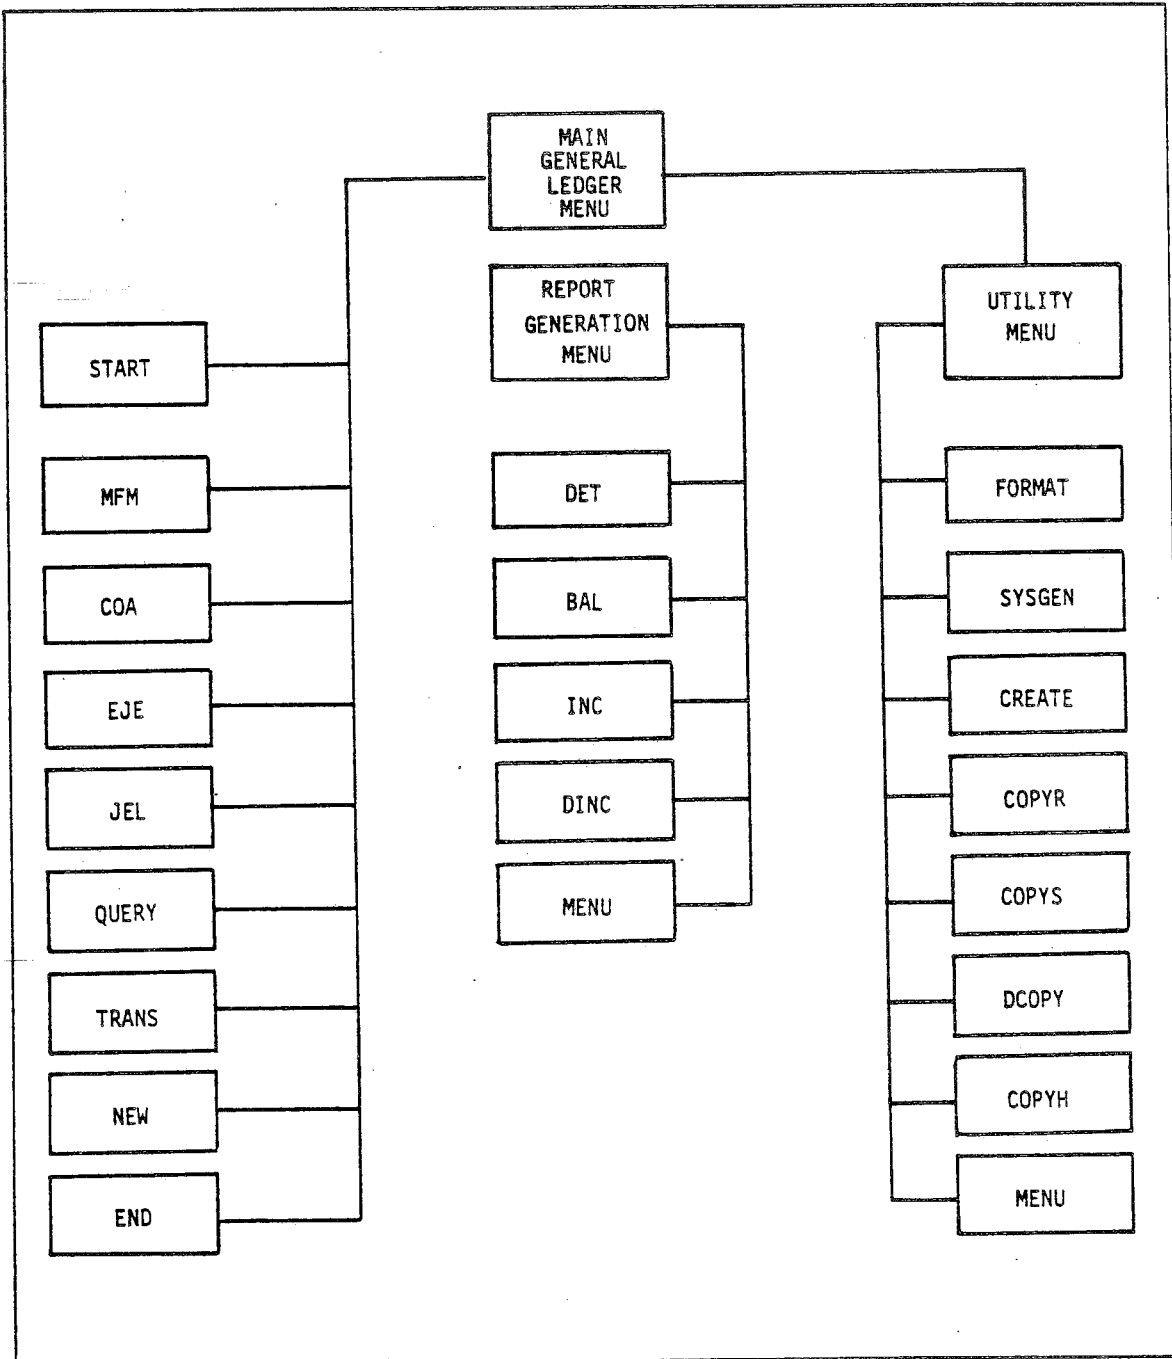 MAIN
GENERAL
LEDGER
MENU
REPORT
GENERATION
MENU
UTILITY
MENU
START
MFM
COA
EJE
JEL
QUERY
TRANS
NEW
END
DET
BAL
INC
DINC
MENU
FORMAT
SYSGEN
CREATE
COPYR
COPYS
DCOPY
COPYH
MENU